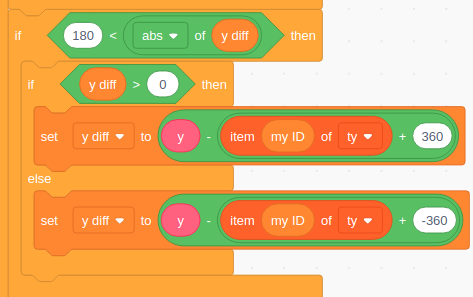 if 180 < abs of y diff then
if y diff > 0 then
set y diff to y - item my ID of ty + 360
else
set y diff to y - item my ID of ty + -360